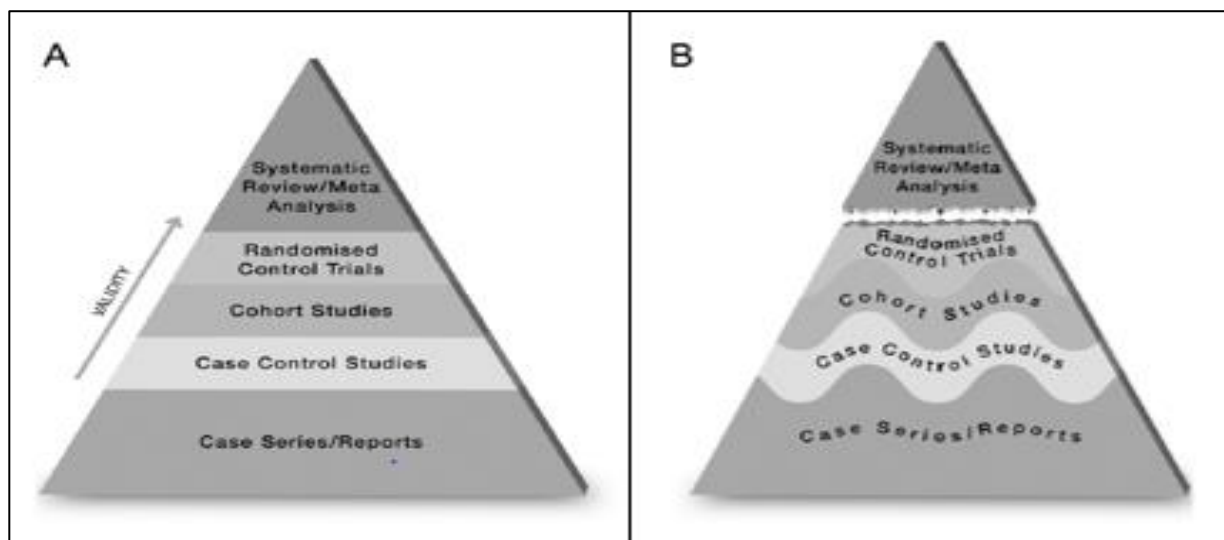 A
Systematic
Review/Meta
Analysis
Randomised
Control Trials
Cohort Studies
Case Control Studies
Case Series/Reports
VALIDITY
B
Systematic
Review/Meta
Analysis
Randomised
Control Trials
Cohort Studies
Case Control Studies
Case Series/Reports